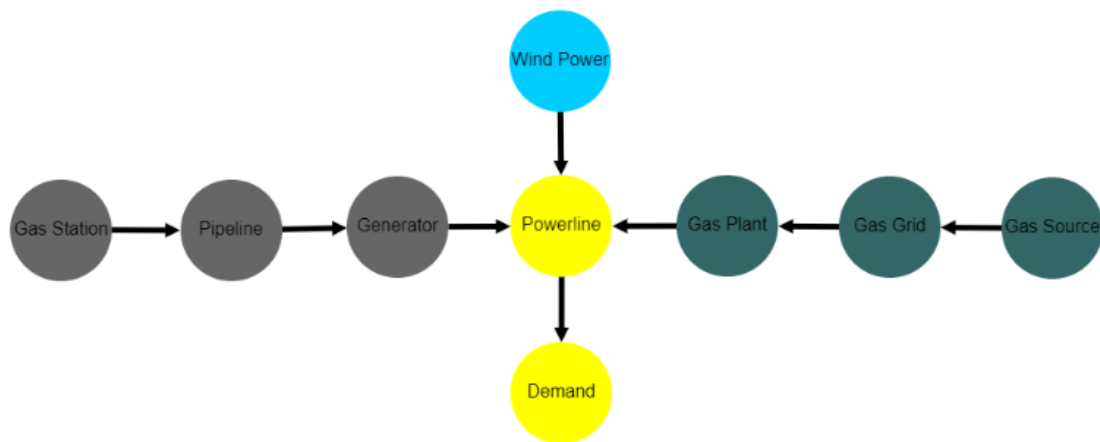 Wind Power
Gas Station
Pipeline
Generator
Powerline
Gas Plant
Gas Grid
Gas Source
Demand